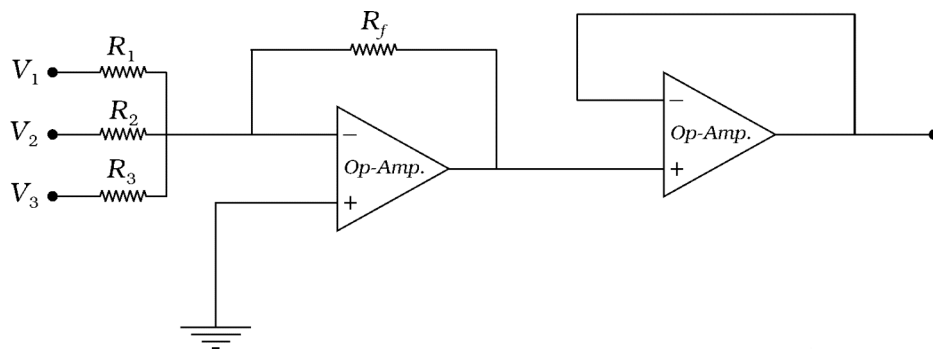 R_f
R_1
V_1
R_2
V_2
−
Op-Amp.
+
R_3
V_3
−
Op-Amp.
+